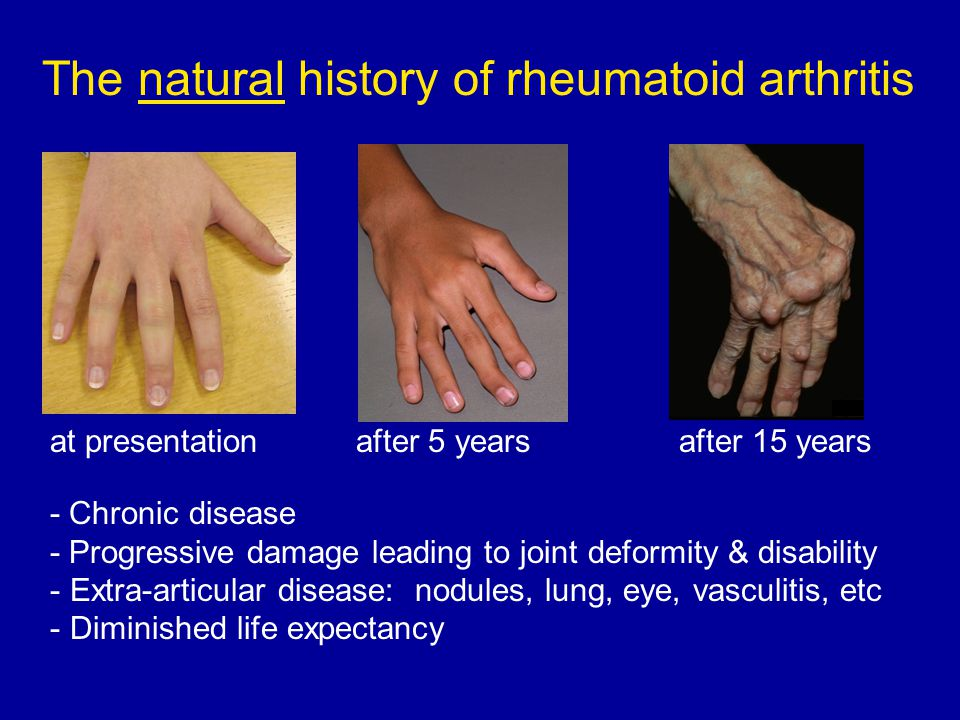 The natural history of rheumatoid arthritis
at presentation after 5 years after 15 years
- Chronic disease
- Progressive damage leading to joint deformity & disability
- Extra-articular disease: nodules, lung, eye, vasculitis, etc
- Diminished life expectancy